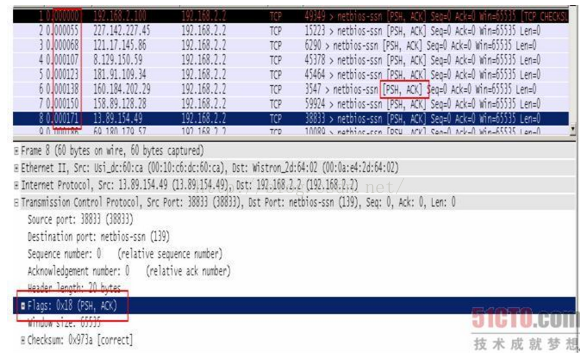 1 0.000000 192.168.2.100 192.168.2.2 TCP 49349 > netbios-ssn [PSH, ACK] Seq=0 Ack=0 Win=65535 [TCP CHECKSU
2 0.000055 227.142.227.45 192.168.2.2 TCP 15223 > netbios-ssn [PSH, ACK] Seq=0 Ack=0 Win=65535 Len=0
3 0.000068 121.17.145.86 192.168.2.2 TCP 6290 > netbios-ssn [PSH, ACK] Seq=0 Ack=0 Win=65535 Len=0
4 0.000107 8.129.150.59 192.168.2.2 TCP 45378 > netbios-ssn [PSH, ACK] Seq=0 Ack=0 Win=65535 Len=0
5 0.000123 181.91.109.34 192.168.2.2 TCP 45464 > netbios-ssn [PSH, ACK] Seq=0 Ack=0 Win=65535 Len=0
6 0.000138 160.184.202.29 192.168.2.2 TCP 3547 > netbios-ssn [PSH, ACK] Seq=0 Ack=0 Win=65535 Len=0
7 0.000150 158.89.128.28 192.168.2.2 TCP 59924 > netbios-ssn [PSH, ACK] Seq=0 Ack=0 Win=65535 Len=0
8 0.000171 13.89.154.49 192.168.2.2 TCP 38833 > netbios-ssn [PSH, ACK] Seq=0 Ack=0 Win=65535 Len=0
9 0.000186 69.180.179.57 192.168.2.2 TCP 10089 > netbios-ssn [PSH, ACK] Seq=0 Ack=0 Win=65535 Len=0
Frame 8 (60 bytes on wire, 60 bytes captured)
Ethernet II, Src: Usi_dc:60:ca (00:10:c6:dc:60:ca), Dst: Wistron_2d:64:02 (00:0a:e4:2d:64:02)
Internet Protocol, Src: 13.89.154.49 (13.89.154.49), Dst: 192.168.2.2 (192.168.2.2)
Transmission Control Protocol, Src Port: 38833 (38833), Dst Port: netbios-ssn (139), Seq: 0, Ack: 0, Len: 0
Source port: 38833 (38833)
Destination port: netbios-ssn (139)
Sequence number: 0 (relative sequence number)
Acknowledgement number: 0 (relative ack number)
Header length: 20 bytes
Flags: 0x18 (PSH, ACK)
Window size: 65535
Checksum: 0x973a [correct]
51CTO.com
技术成就梦想